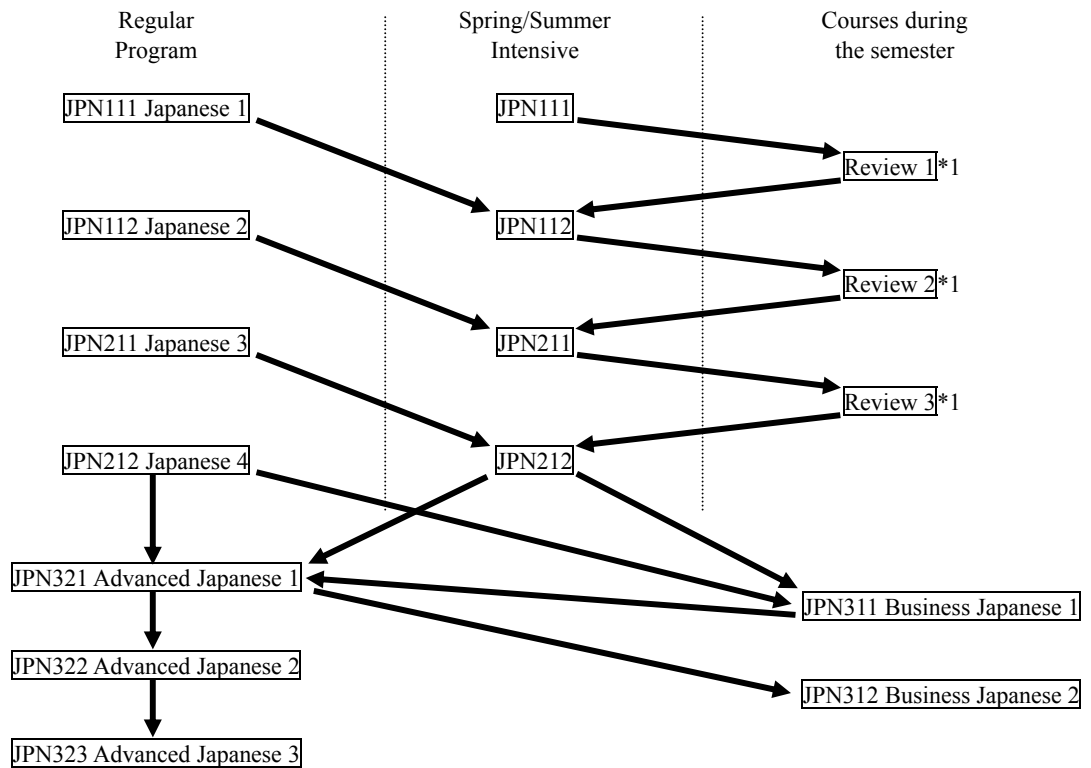 Regular
Program
Spring/Summer
Intensive
Courses during
the semester
JPN111 Japanese 1
JPN111
Review 1*1
JPN112 Japanese 2
JPN112
Review 2*1
JPN211 Japanese 3
JPN211
Review 3*1
JPN212 Japanese 4
JPN212
JPN321 Advanced Japanese 1
JPN311 Business Japanese 1
JPN322 Advanced Japanese 2
JPN312 Business Japanese 2
JPN323 Advanced Japanese 3